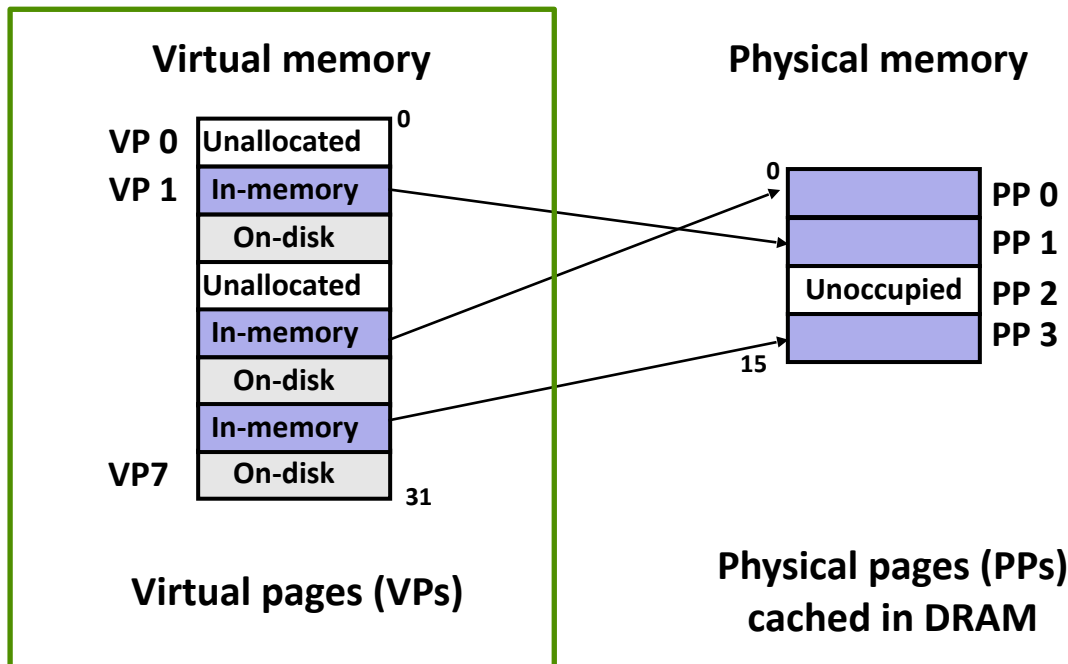 Virtual memory
Physical memory
0
VP 0 Unallocated
VP 1 In-memory
On-disk
Unallocated
In-memory
On-disk
In-memory
VP7 On-disk
31
0
PP 0
PP 1
Unoccupied PP 2
PP 3
15
Virtual pages (VPs)
Physical pages (PPs)
cached in DRAM